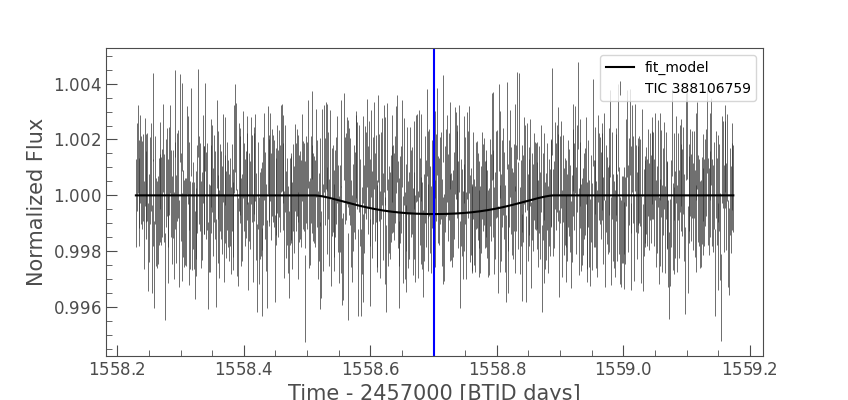 fit_model
TIC 388106759
1.004
1.002
1.000
0.998
0.996
Normalized Flux
1558.2 1558.4 1558.6 1558.8 1559.0 1559.2
Time - 2457000 [BTJD days]